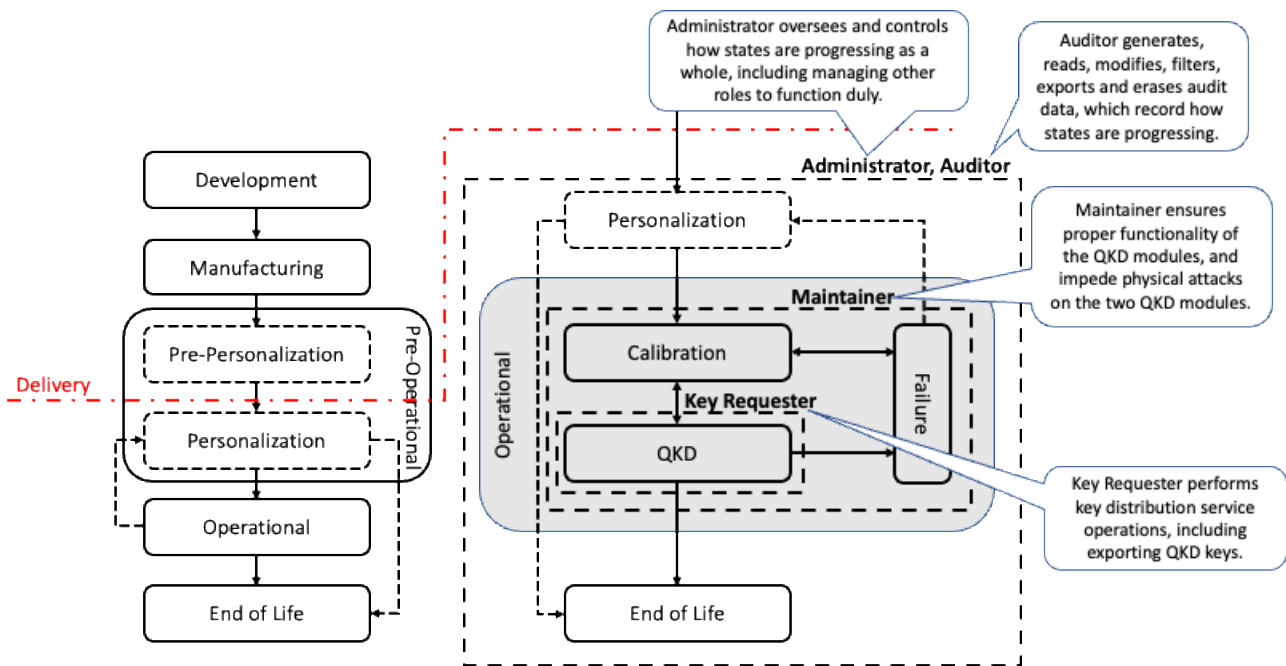 Administrator oversees and controls
how states are progressing as a
whole, including managing other
roles to function duly.
Auditor generates,
reads, modifies, filters,
exports and erases audit
data, which record how
states are progressing.
Development
Manufacturing
Pre-Personalization
Pre-Operational
Delivery
Personalization
Operational
End of Life
Administrator, Auditor
Personalization
Maintainer ensures
proper functionality of
the QKD modules, and
impede physical attacks
on the two QKD modules.
Maintainer
Operational
Calibration
Failure
Key Requester
QKD
Key Requester performs
key distribution service
operations, including
exporting QKD keys.
End of Life